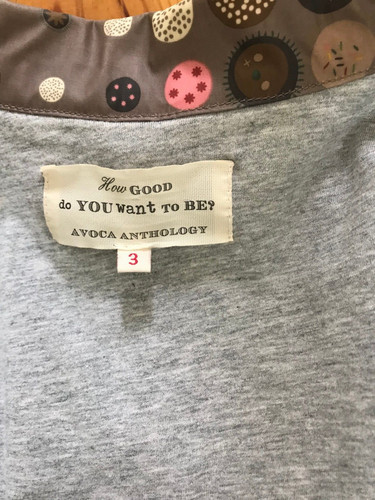 How GOOD
do YOU Want TO BE?
AVOCA ANTHOLOGY
3